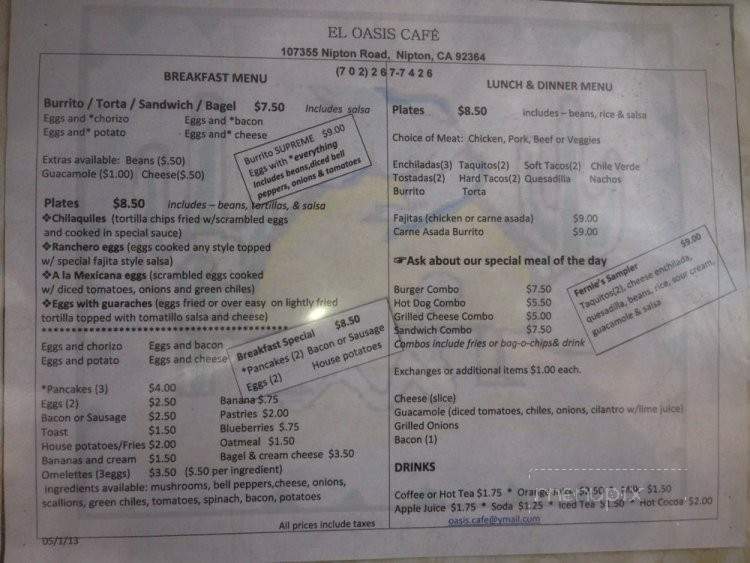 EL OASIS CAFÉ
107355 Nipton Road, Nipton, CA 92364
(7 0 2) 2 6 7-7 4 2 6
BREAKFAST MENU
Burrito / Torta / Sandwich / Bagel $7.50 Includes salsa
Eggs and *chorizo Eggs and *bacon
Eggs and* potato Eggs and* cheese
Extras available: Beans ($.50)
Guacamole ($1.00) Cheese($.50)
Burrito SUPREME $9.00
Eggs with *everything
Includes beans,diced bell
peppers, onions & tomatoes
Plates $8.50 includes – beans, tortillas, & salsa
❖Chilaquiles (tortilla chips fried w/scrambled eggs
and cooked in special sauce)
❖Ranchero eggs (eggs cooked any style topped
w/ special fajita style salsa)
❖A la Mexicana eggs (scrambled eggs cooked
w/ diced tomatoes, onions and green chiles)
❖Eggs with guaraches (eggs fried or over easy on lightly fried
tortilla topped with tomatillo salsa and cheese)
Eggs and chorizo Eggs and bacon
Eggs and potato Eggs and cheese
Breakfast Special $8.50
*Pancakes (2) Bacon or Sausage
Eggs (2) House potatoes
*Pancakes (3) $4.00
Eggs (2) $2.50 Banana $.75
Bacon or Sausage $2.50 Pastries $2.00
Toast $1.50 Blueberries $.75
House potatoes/Fries $2.00 Oatmeal $1.50
Bananas and cream $1.50 Bagel & cream cheese $3.50
Omelettes (3eggs) $3.50 ($.50 per ingredient)
ingredients available: mushrooms, bell peppers,cheese, onions,
scallions, green chiles, tomatoes, spinach, bacon, potatoes
All prices include taxes
05/1/13
LUNCH & DINNER MENU
Plates $8.50 includes – beans, rice & salsa
Choice of Meat: Chicken, Pork, Beef or Veggies
Enchiladas(3) Taquitos(2) Soft Tacos(2) Chile Verde
Tostadas(2) Hard Tacos(2) Quesadilla Nachos
Burrito Torta
Fajitas (chicken or carne asada) $9.00
Carne Asada Burrito $9.00
☞Ask about our special meal of the day
Burger Combo $7.50
Hot Dog Combo $5.50
Grilled Cheese Combo $5.00
Sandwich Combo $7.50
Combos include fries or bag-o-chips& drink
Fernie's Sampler $9.00
Taquitos(2), cheese enchilada,
quesadilla, beans, rice, sour cream,
guacamole & salsa
Exchanges or additional items $1.00 each.
Cheese (slice)
Guacamole (diced tomatoes, chiles, onions, cilantro w/lime juice)
Grilled Onions
Bacon (1)
DRINKS
Coffee or Hot Tea $1.75 * Orange $1.50
Apple Juice $1.75 * Soda $1.25 * Iced Tea $1.50 * Hot Cocoa $2.00
oasis.cafe@ymail.com
menupix